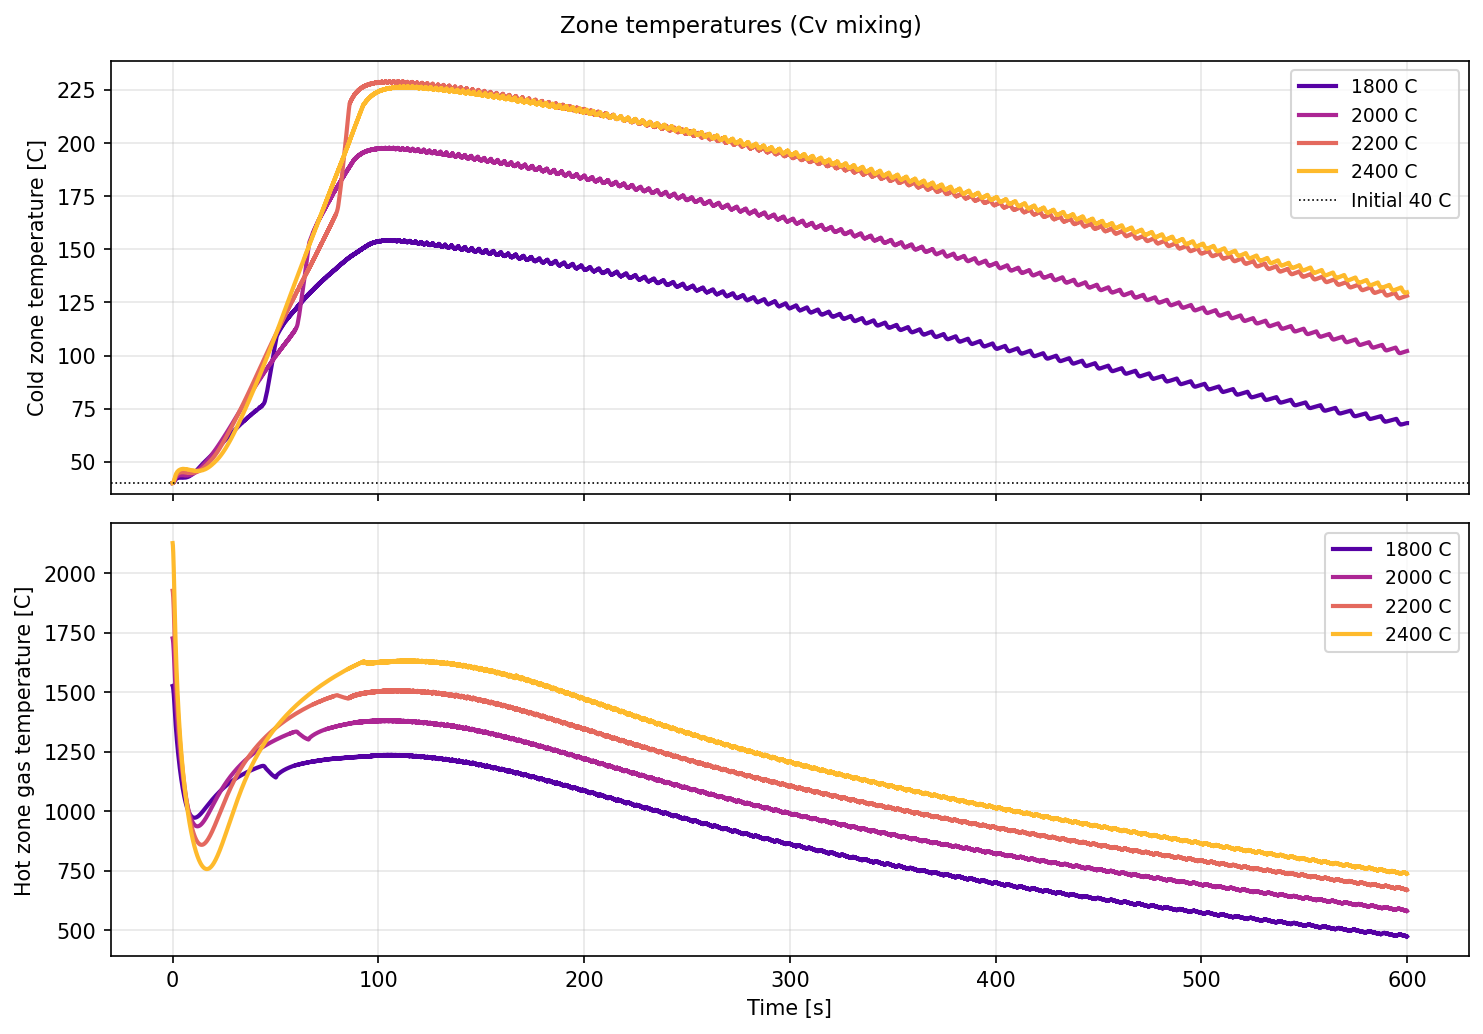 Zone temperatures (Cv mixing)
Cold zone temperature [C]
225
200
175
150
125
100
75
50
1800 C
2000 C
2200 C
2400 C
Initial 40 C
Hot zone gas temperature [C]
2000
1750
1500
1250
1000
750
500
1800 C
2000 C
2200 C
2400 C
0 100 200 300 400 500 600
Time [s]